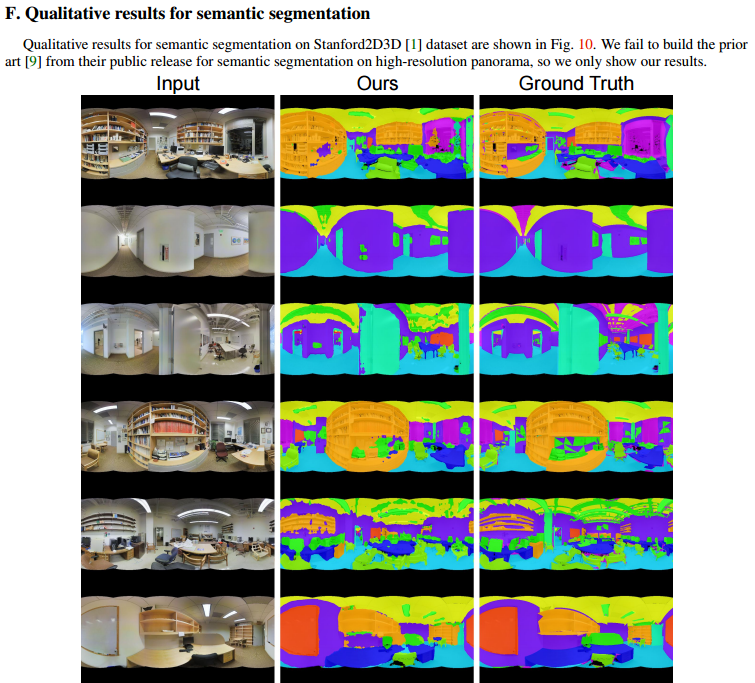 F. Qualitative results for semantic segmentation
Qualitative results for semantic segmentation on Stanford2D3D [1] dataset are shown in Fig. 10. We fail to build the prior
art [9] from their public release for semantic segmentation on high-resolution panorama, so we only show our results.
Input Ours Ground Truth